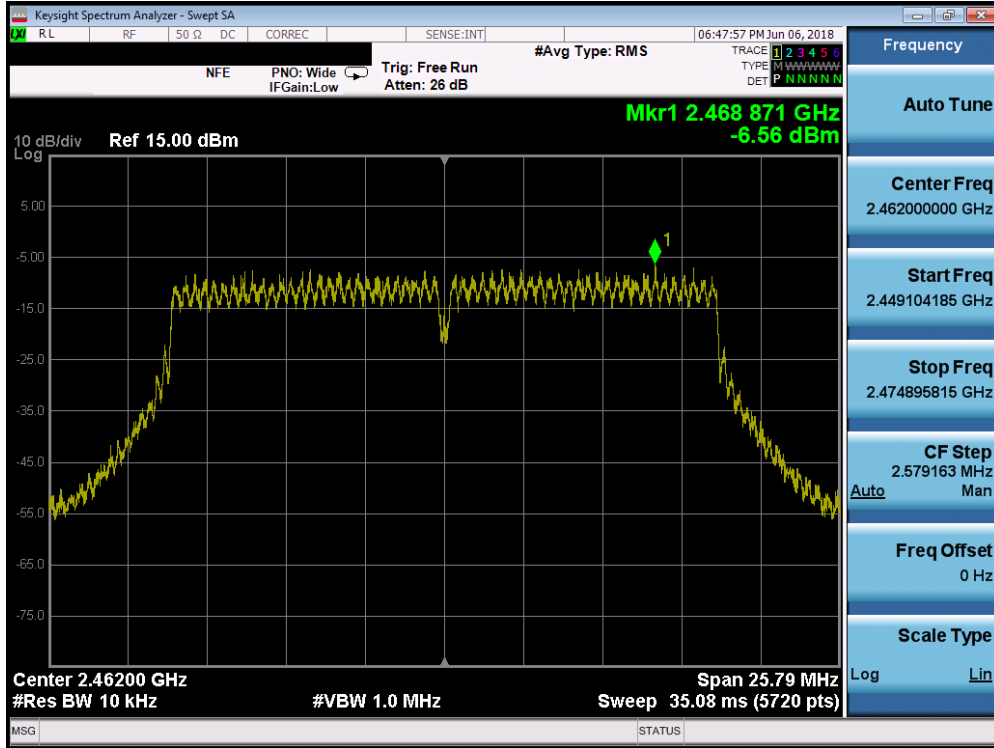 Keysight Spectrum Analyzer - Swept SA
LXI RL RF 50 Ω DC CORREC SENSE:INT 06:47:57 PM Jun 06, 2018
#Avg Type: RMS TRACE 1 2 3 4 5 6
NFE PNO: Wide Trig: Free Run TYPE M WWWWW
IFGain:Low Atten: 26 dB DET P N N N N N
Mkr1 2.468 871 GHz
-6.56 dBm
10 dB/div Ref 15.00 dBm
Log
1
5.00
-5.00
-15.0
-25.0
-35.0
-45.0
-55.0
-65.0
-75.0
Center 2.46200 GHz Span 25.79 MHz
#Res BW 10 kHz #VBW 1.0 MHz Sweep 35.08 ms (5720 pts)
MSG STATUS
Frequency
Auto Tune
Center Freq
2.462000000 GHz
Start Freq
2.449104185 GHz
Stop Freq
2.474895815 GHz
CF Step
2.579163 MHz
Auto Man
Freq Offset
0 Hz
Scale Type
Log Lin